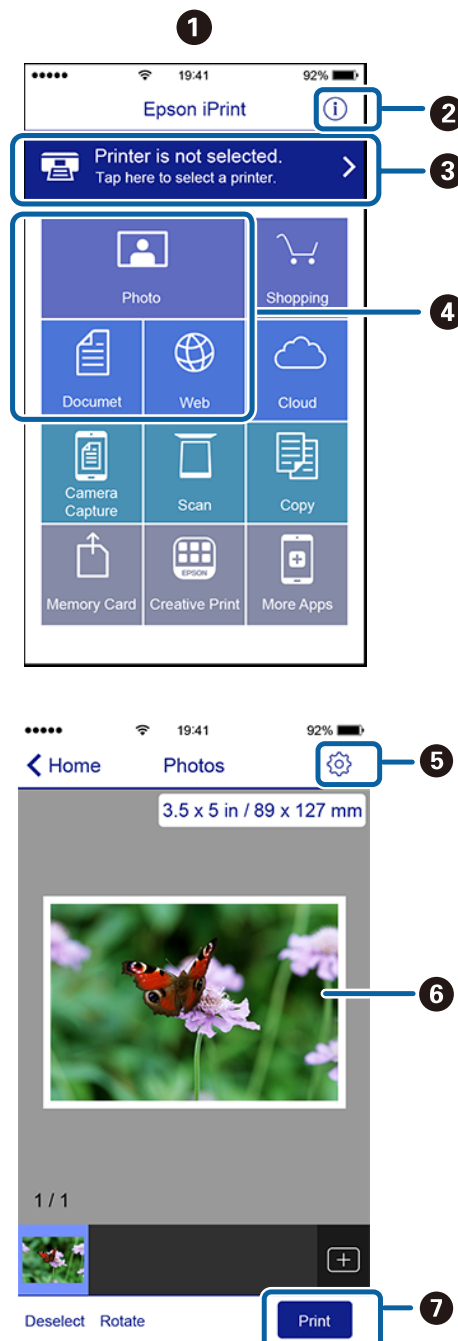 1
19:41 92%
Epson iPrint
2
Printer is not selected.
Tap here to select a printer.
3
Photo Shopping
4
Documet Web Cloud
Camera
Capture Scan Copy
EPSON
Memory Card Creative Print More Apps
19:41 92%
Home Photos
5
3.5 x 5 in / 89 x 127 mm
6
1 / 1
Deselect Rotate Print
7